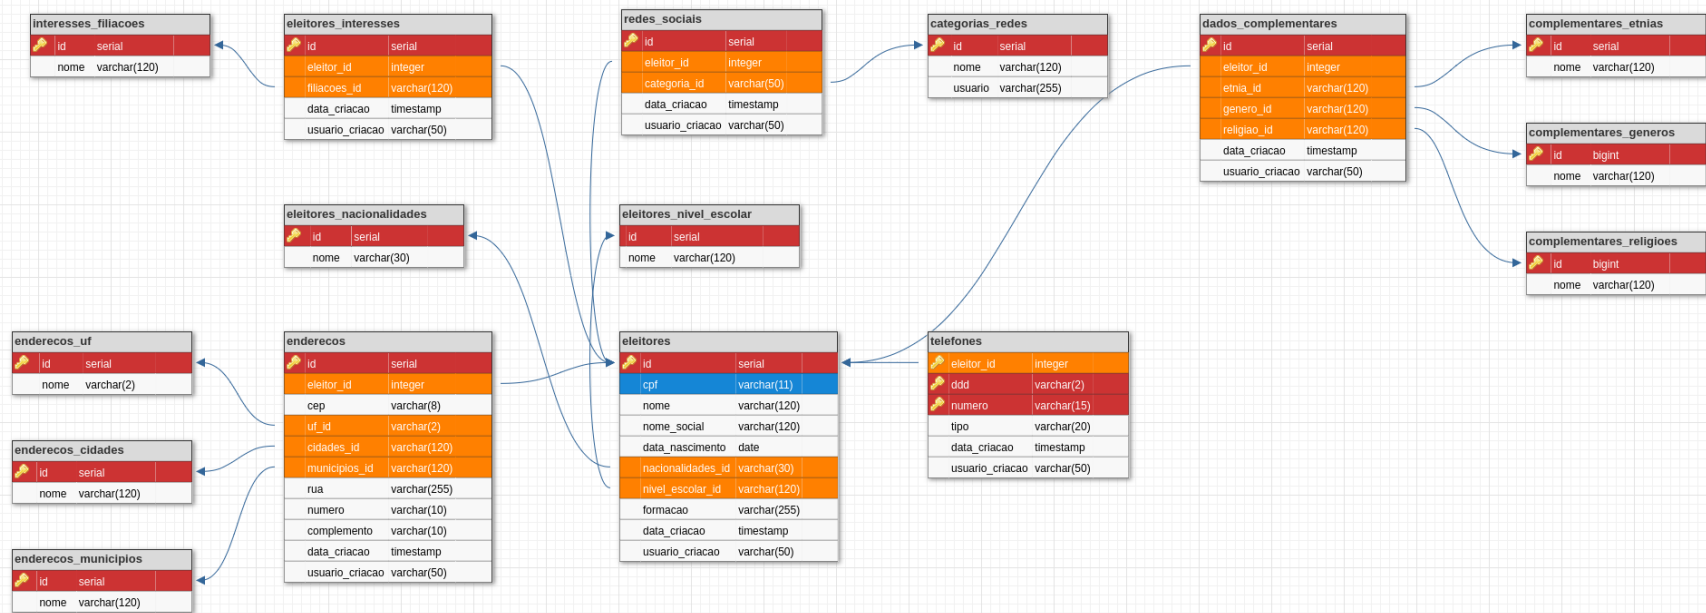 interesses_filiacoes
id serial
nome varchar(120)
eleitores_interesses
id serial
eleitor_id integer
filiacoes_id varchar(120)
data_criacao timestamp
usuario_criacao varchar(50)
redes_sociais
id serial
eleitor_id integer
categoria_id varchar(50)
data_criacao timestamp
usuario_criacao varchar(50)
categorias_redes
id serial
nome varchar(120)
usuario varchar(255)
dados_complementares
id serial
eleitor_id integer
etnia_id varchar(120)
genero_id varchar(120)
religiao_id varchar(120)
data_criacao timestamp
usuario_criacao varchar(50)
complementares_etnias
id serial
nome varchar(120)
complementares_generos
id bigint
nome varchar(120)
complementares_religioes
id bigint
nome varchar(120)
eleitores_nacionalidades
id serial
nome varchar(30)
eleitores_nivel_escolar
id serial
nome varchar(120)
enderecos_uf
id serial
nome varchar(2)
enderecos_cidades
id serial
nome varchar(120)
enderecos_municipios
id serial
nome varchar(120)
enderecos
id serial
eleitor_id integer
cep varchar(8)
uf_id varchar(2)
cidades_id varchar(120)
municipios_id varchar(120)
rua varchar(255)
numero varchar(10)
complemento varchar(10)
data_criacao timestamp
usuario_criacao varchar(50)
eleitores
id serial
cpf varchar(11)
nome varchar(120)
nome_social varchar(120)
data_nascimento date
nacionalidades_id varchar(30)
nivel_escolar_id varchar(120)
formacao varchar(255)
data_criacao timestamp
usuario_criacao varchar(50)
telefones
eleitor_id integer
ddd varchar(2)
numero varchar(15)
tipo varchar(20)
data_criacao timestamp
usuario_criacao varchar(50)